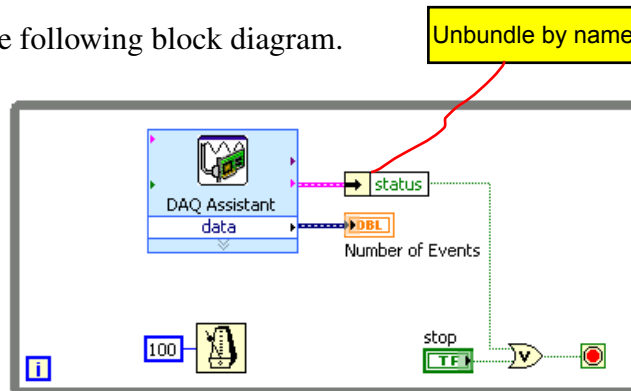 e following block diagram.
Unbundle by name
DAQ Assistant
data
status
DBL
Number of Events
100
stop
TF
V
i